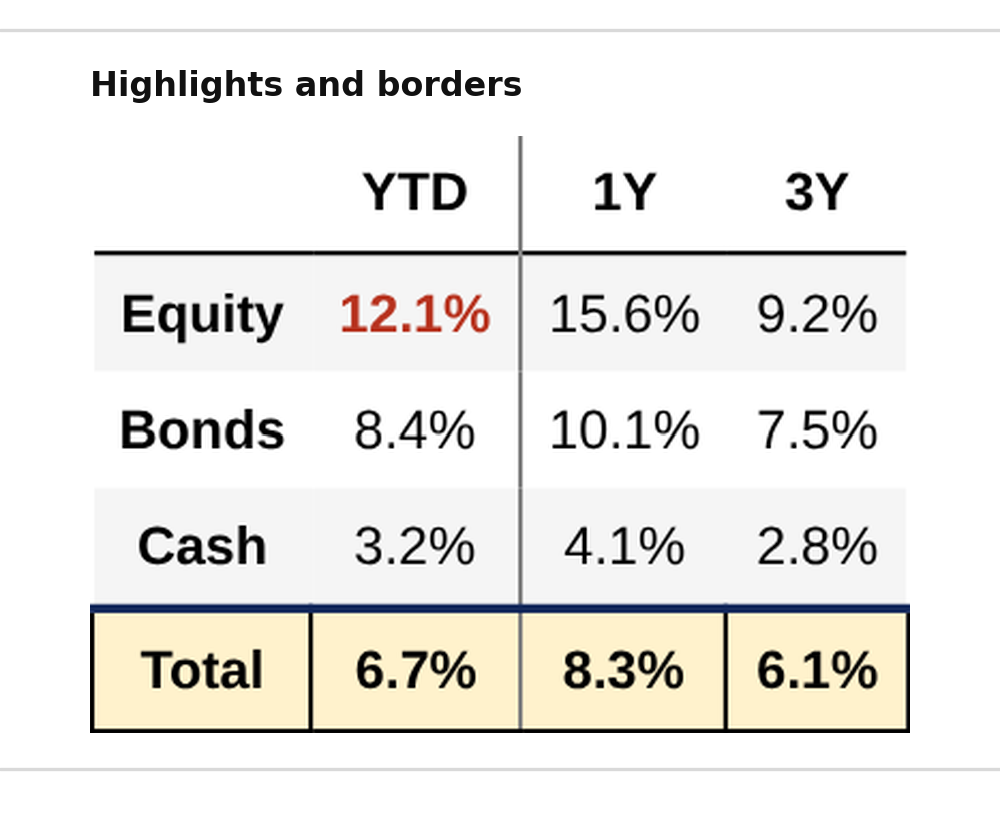 Highlights and borders
YTD 1Y 3Y
Equity 12.1% 15.6% 9.2%
Bonds 8.4% 10.1% 7.5%
Cash 3.2% 4.1% 2.8%
Total 6.7% 8.3% 6.1%